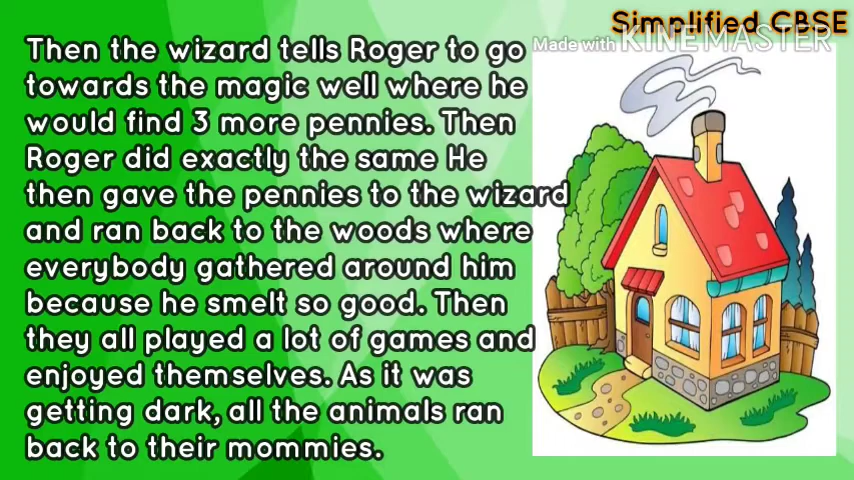 Simplified CBSE
Made with KINEMASTER
Then the wizard tells Roger to go
towards the magic well where he
would find 3 more pennies. Then
Roger did exactly the same He
then gave the pennies to the wizard
and ran back to the woods where
everybody gathered around him
because he smelt so good. Then
they all played a lot of games and
enjoyed themselves. As it was
getting dark, all the animals ran
back to their mommies.